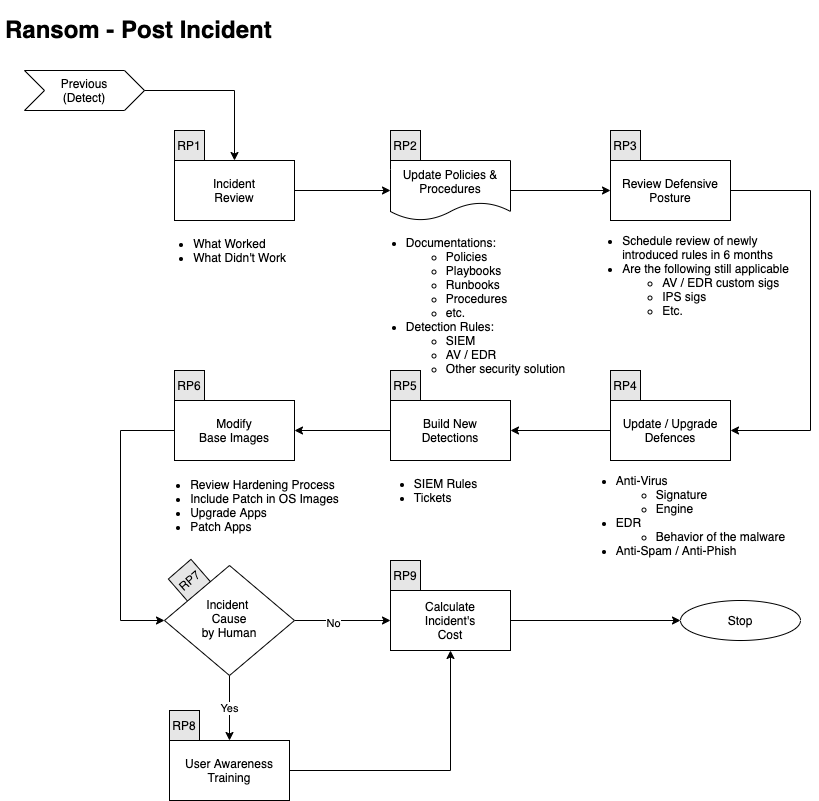 Ransom - Post Incident
Previous
(Detect)
RP1
Incident
Review
What Worked
What Didn't Work
RP2
Update Policies &
Procedures
Documentations:
Policies
Playbooks
Runbooks
Procedures
etc.
Detection Rules:
SIEM
AV / EDR
Other security solution
RP3
Review Defensive
Posture
Schedule review of newly
introduced rules in 6 months
Are the following still applicable
AV / EDR custom sigs
IPS sigs
Etc.
RP4
Update / Upgrade
Defences
Anti-Virus
Signature
Engine
EDR
Behavior of the malware
Anti-Spam / Anti-Phish
RP5
Build New
Detections
SIEM Rules
Tickets
RP6
Modify
Base Images
Review Hardening Process
Include Patch in OS Images
Upgrade Apps
Patch Apps
RP7
Incident
Cause
by Human
No
Yes
RP8
User Awareness
Training
RP9
Calculate
Incident's
Cost
Stop